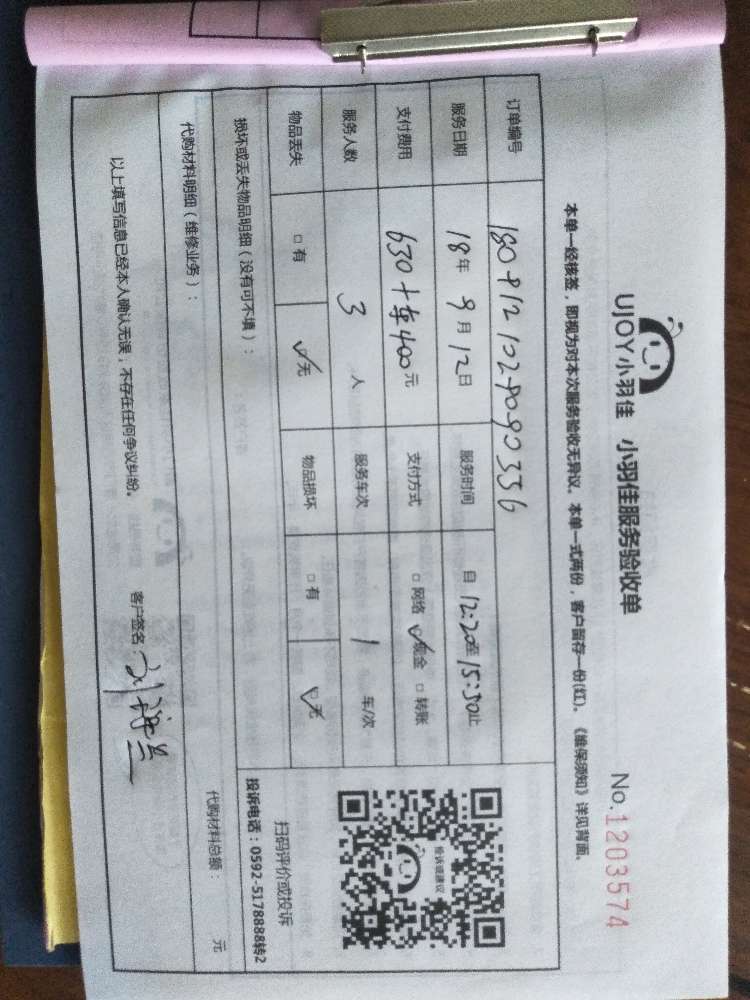 UJOY小羽佳 小羽佳服务验收单
No.1203574
本单一经核签，即视为对本次服务验收无异议。本单一式两份，客户留存一份(红)。《维保须知》详见背面。
订单编号 180912102909033​6
服务日期 18年9月12日 服务时间 自12:20至15:30止
支付费用 630+车400元 支付方式 □网络 ☑现金 □转账
服务人数 3人 服务车次 1车/次
物品丢失 □有 ☑无 物品损坏 □有 ☑无
投诉或建议
扫码评价或投诉
投诉电话：0592-5178888转2
损坏或丢失物品明细（没有可不填）：
代购材料明细（维修业务）： 代购材料总额： 元
以上填写信息已经本人确认无误，不存在任何争议纠纷。 客户签名：